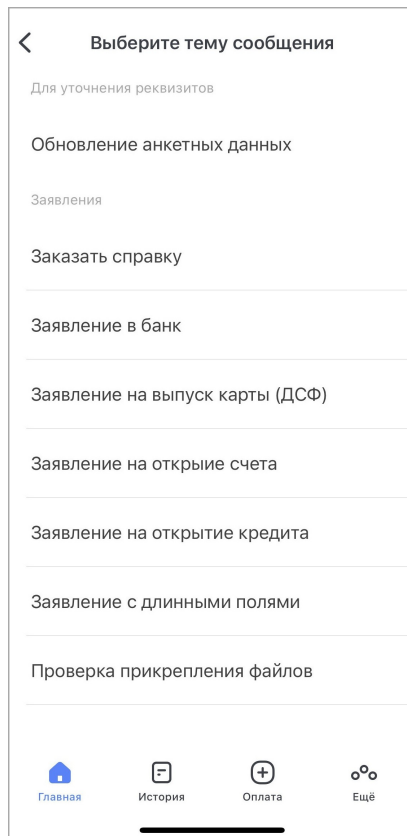 Выберите тему сообщения
Для уточнения реквизитов
Обновление анкетных данных
Заявления
Заказать справку
Заявление в банк
Заявление на выпуск карты (ДСФ)
Заявление на открыие счета
Заявление на открытие кредита
Заявление с длинными полями
Проверка прикрепления файлов
Главная
История
Оплата
Ещё